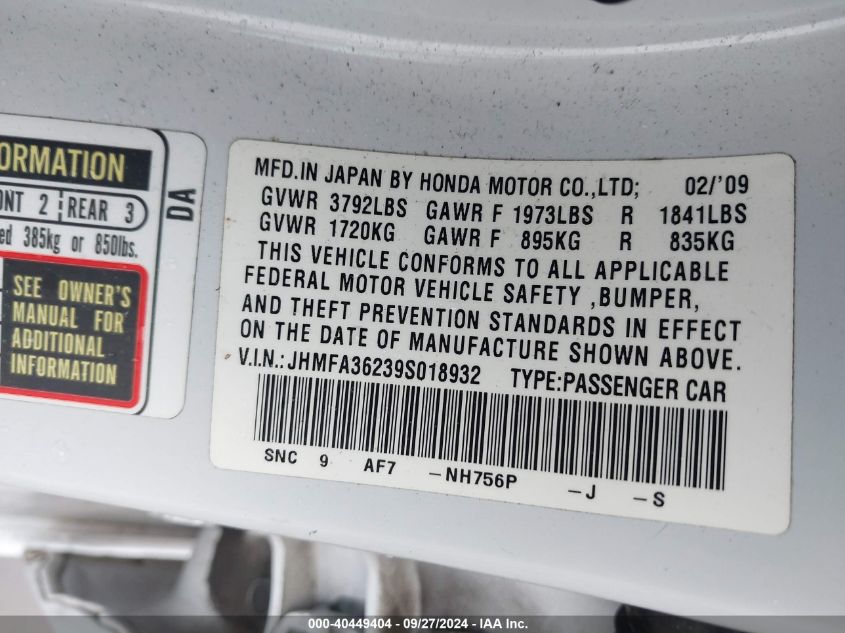 ORMATION
ONT 2 REAR 3
ed 385kg or 850lbs.
SEE OWNER'S
MANUAL FOR
ADDITIONAL
INFORMATION
DA
MFD.IN JAPAN BY HONDA MOTOR CO.,LTD; 02/'09
GVWR 3792LBS GAWR F 1973LBS R 1841LBS
GVWR 1720KG GAWR F 895KG R 835KG
THIS VEHICLE CONFORMS TO ALL APPLICABLE
FEDERAL MOTOR VEHICLE SAFETY ,BUMPER,
AND THEFT PREVENTION STANDARDS IN EFFECT
ON THE DATE OF MANUFACTURE SHOWN ABOVE.
V.I.N.:JHMFA36239S018932 TYPE:PASSENGER CAR
SNC 9 AF7 -NH756P -J -S
000-40449404 / 09/27/2024 - IAA Inc.